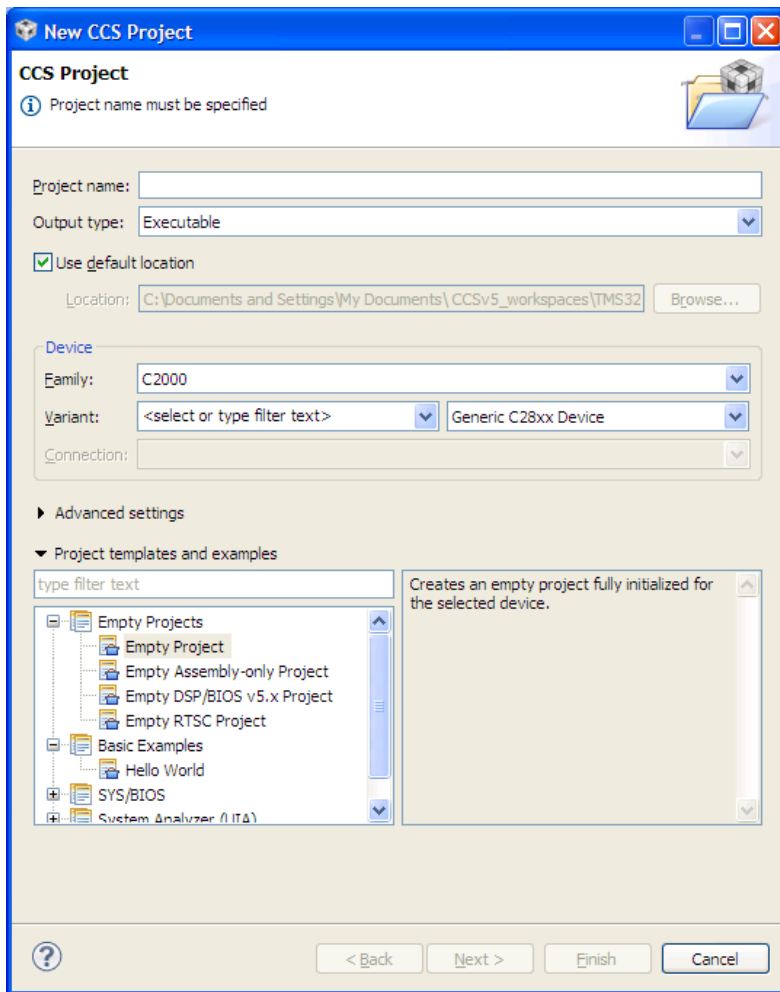 New CCS Project
CCS Project
Project name must be specified
Project name:
Output type: Executable
Use default location
Location: C:\Documents and Settings\My Documents\ CCSv5_workspaces\TMS32 Browse...
Device
Family: C2000
Variant: <select or type filter text> Generic C28xx Device
Connection:
Advanced settings
Project templates and examples
type filter text
Creates an empty project fully initialized for
the selected device.
Empty Projects
Empty Project
Empty Assembly-only Project
Empty DSP/BIOS v5.x Project
Empty RTSC Project
Basic Examples
Hello World
SYS/BIOS
System Analyzer (UIA)
? < Back Next > Finish Cancel